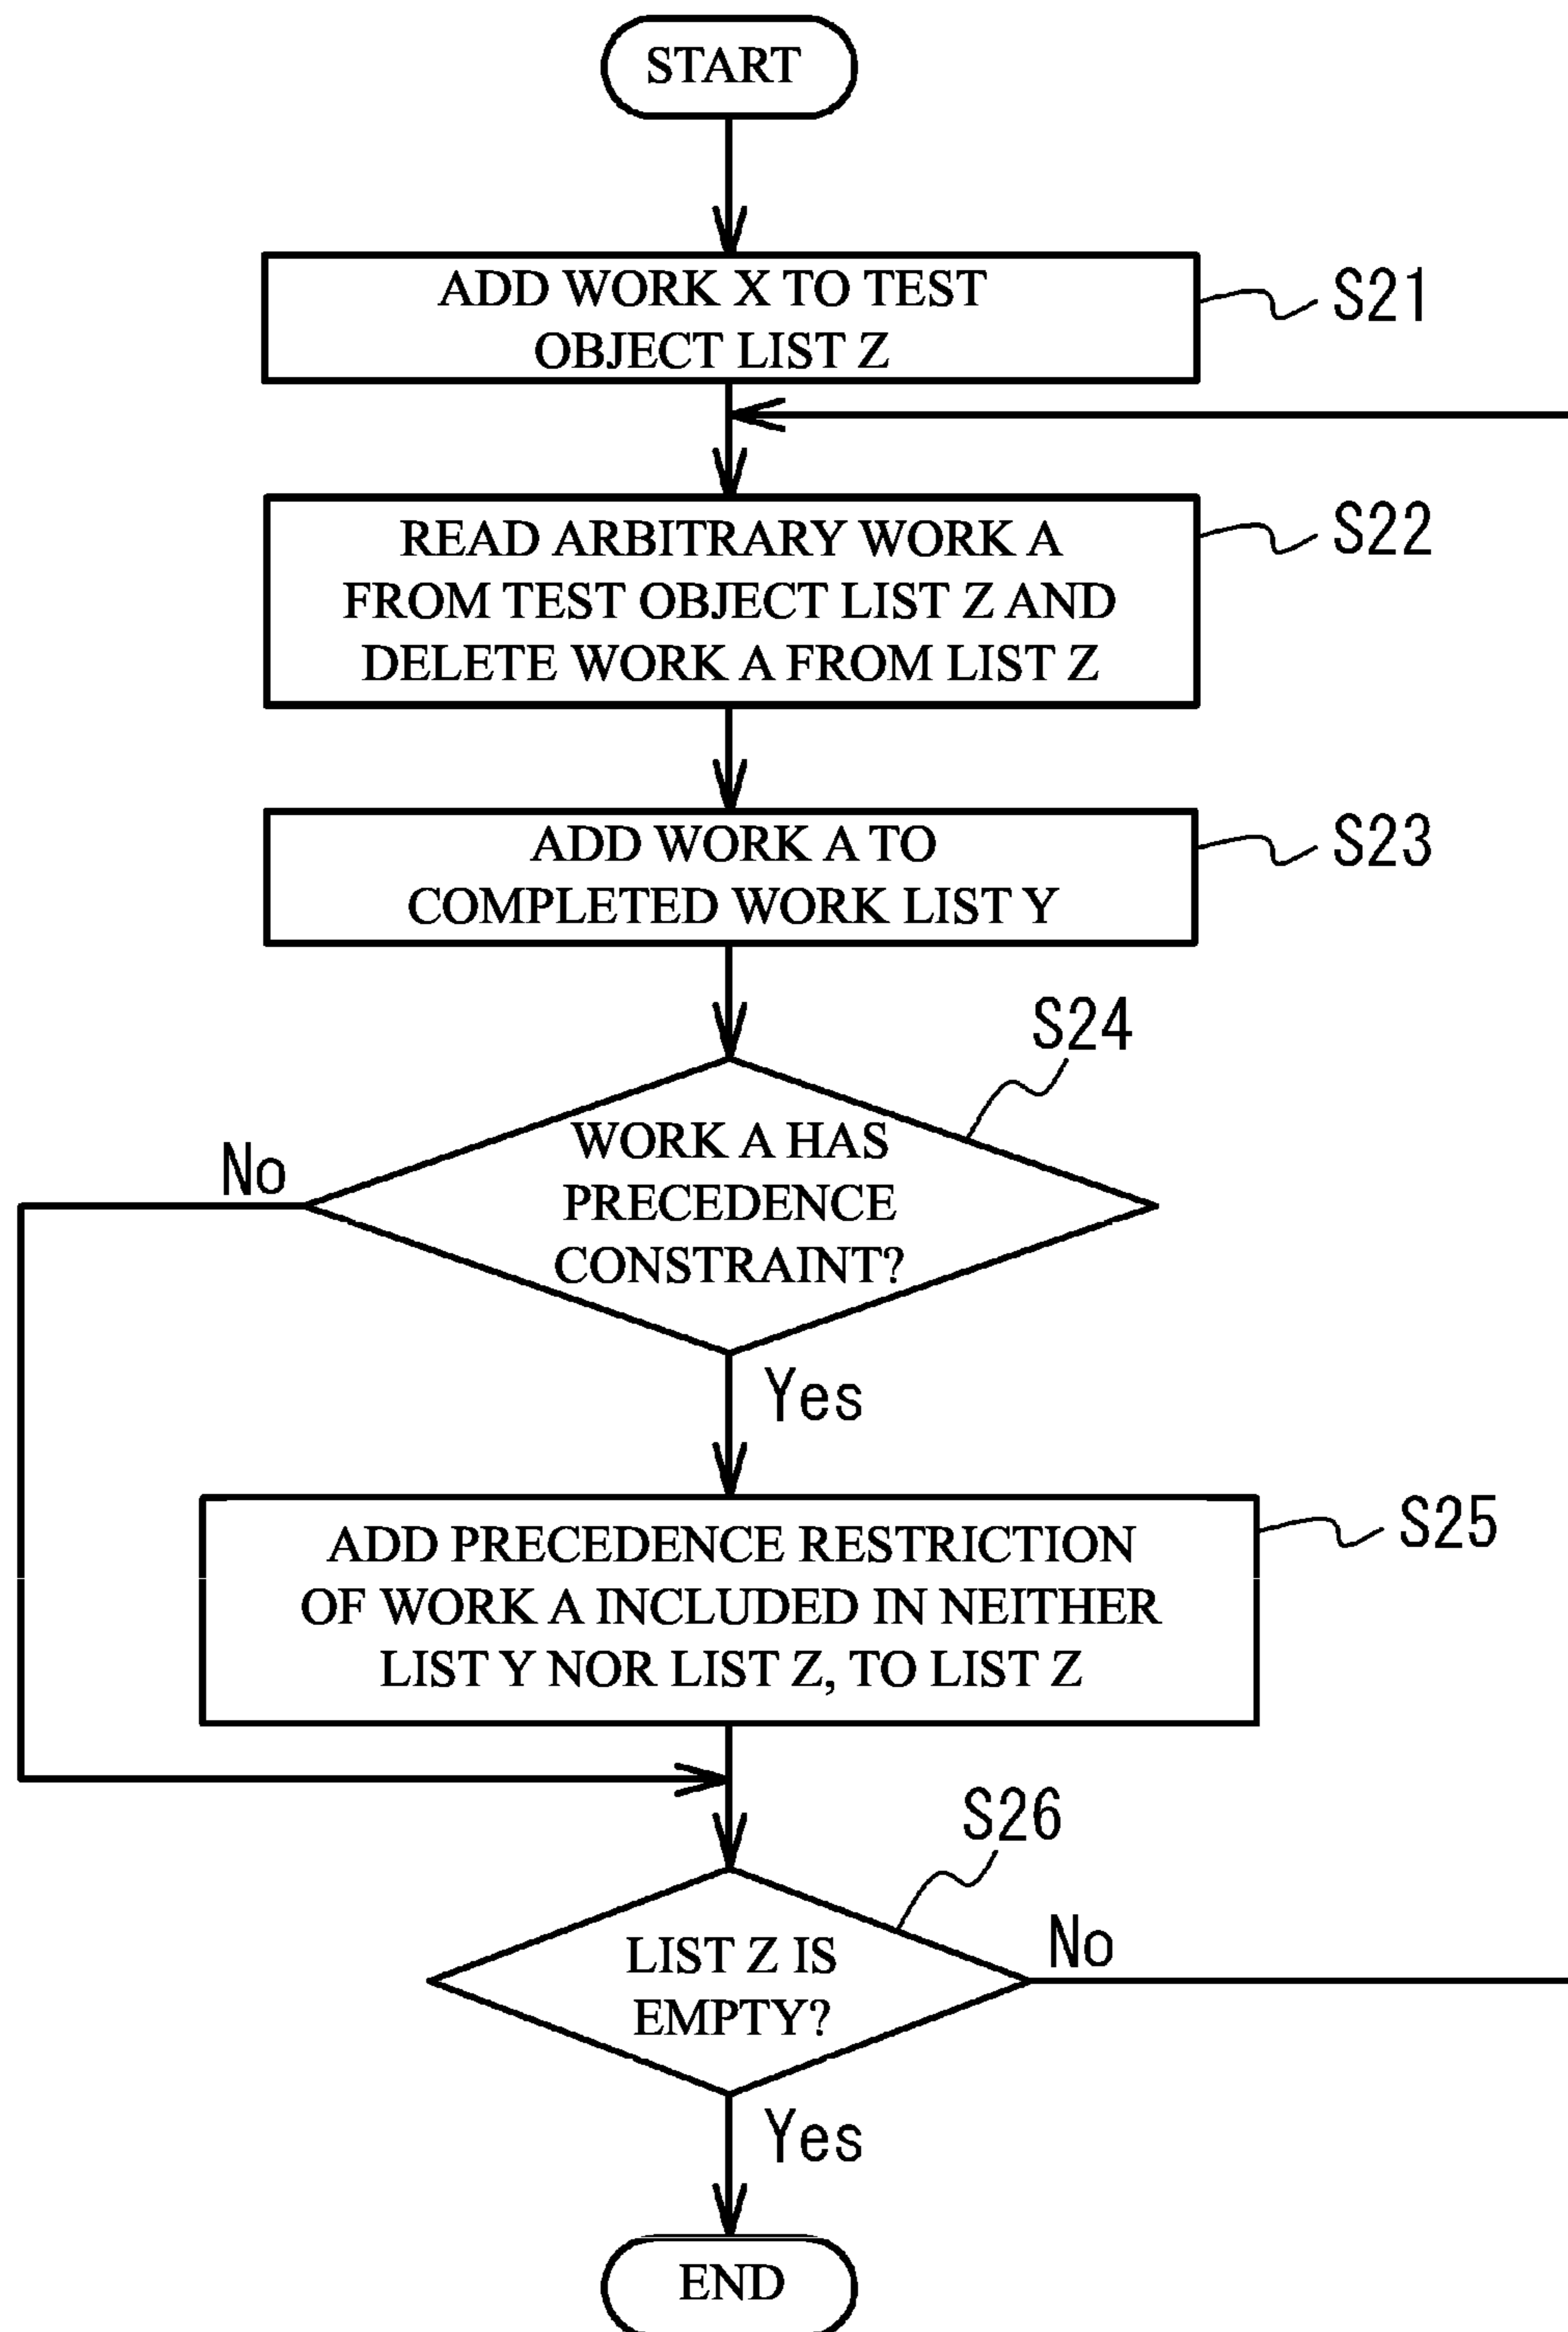 START
ADD WORK X TO TEST
OBJECT LIST Z
S21
READ ARBITRARY WORK A
FROM TEST OBJECT LIST Z AND
DELETE WORK A FROM LIST Z
S22
ADD WORK A TO
COMPLETED WORK LIST Y
S23
S24
WORK A HAS
PRECEDENCE
CONSTRAINT?
No
Yes
ADD PRECEDENCE RESTRICTION
OF WORK A INCLUDED IN NEITHER
LIST Y NOR LIST Z, TO LIST Z
S25
S26
LIST Z IS
EMPTY?
No
Yes
END